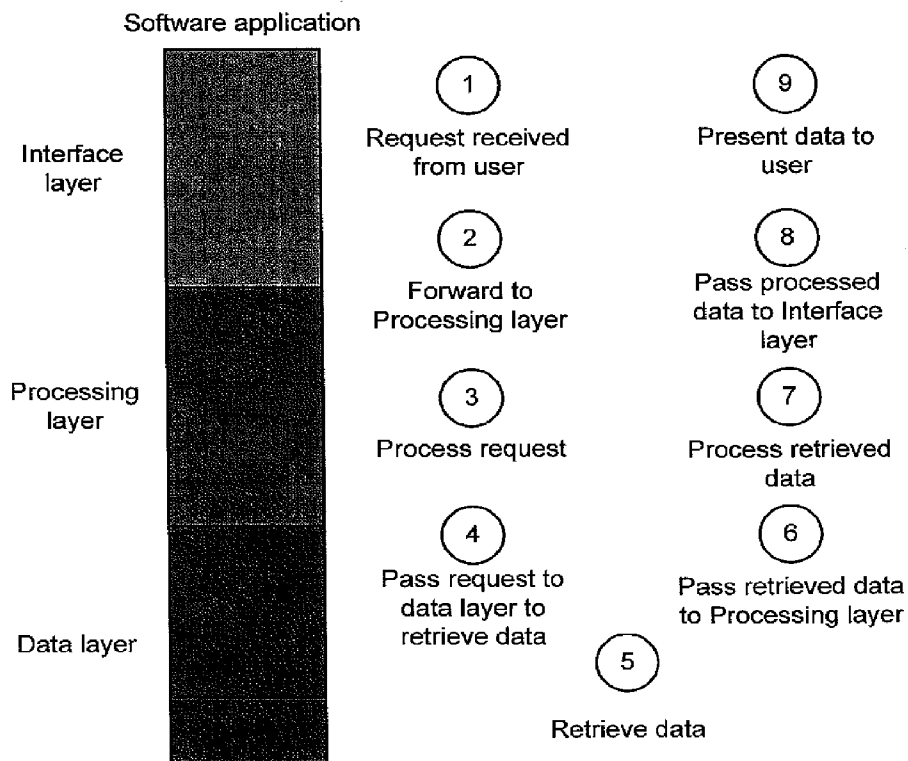 Software application
Interface
layer
Processing
layer
Data layer
1
Request received
from user
2
Forward to
Processing layer
3
Process request
4
Pass request to
data layer to
retrieve data
5
Retrieve data
6
Pass retrieved data
to Processing layer
7
Process retrieved
data
8
Pass processed
data to Interface
layer
9
Present data to
user